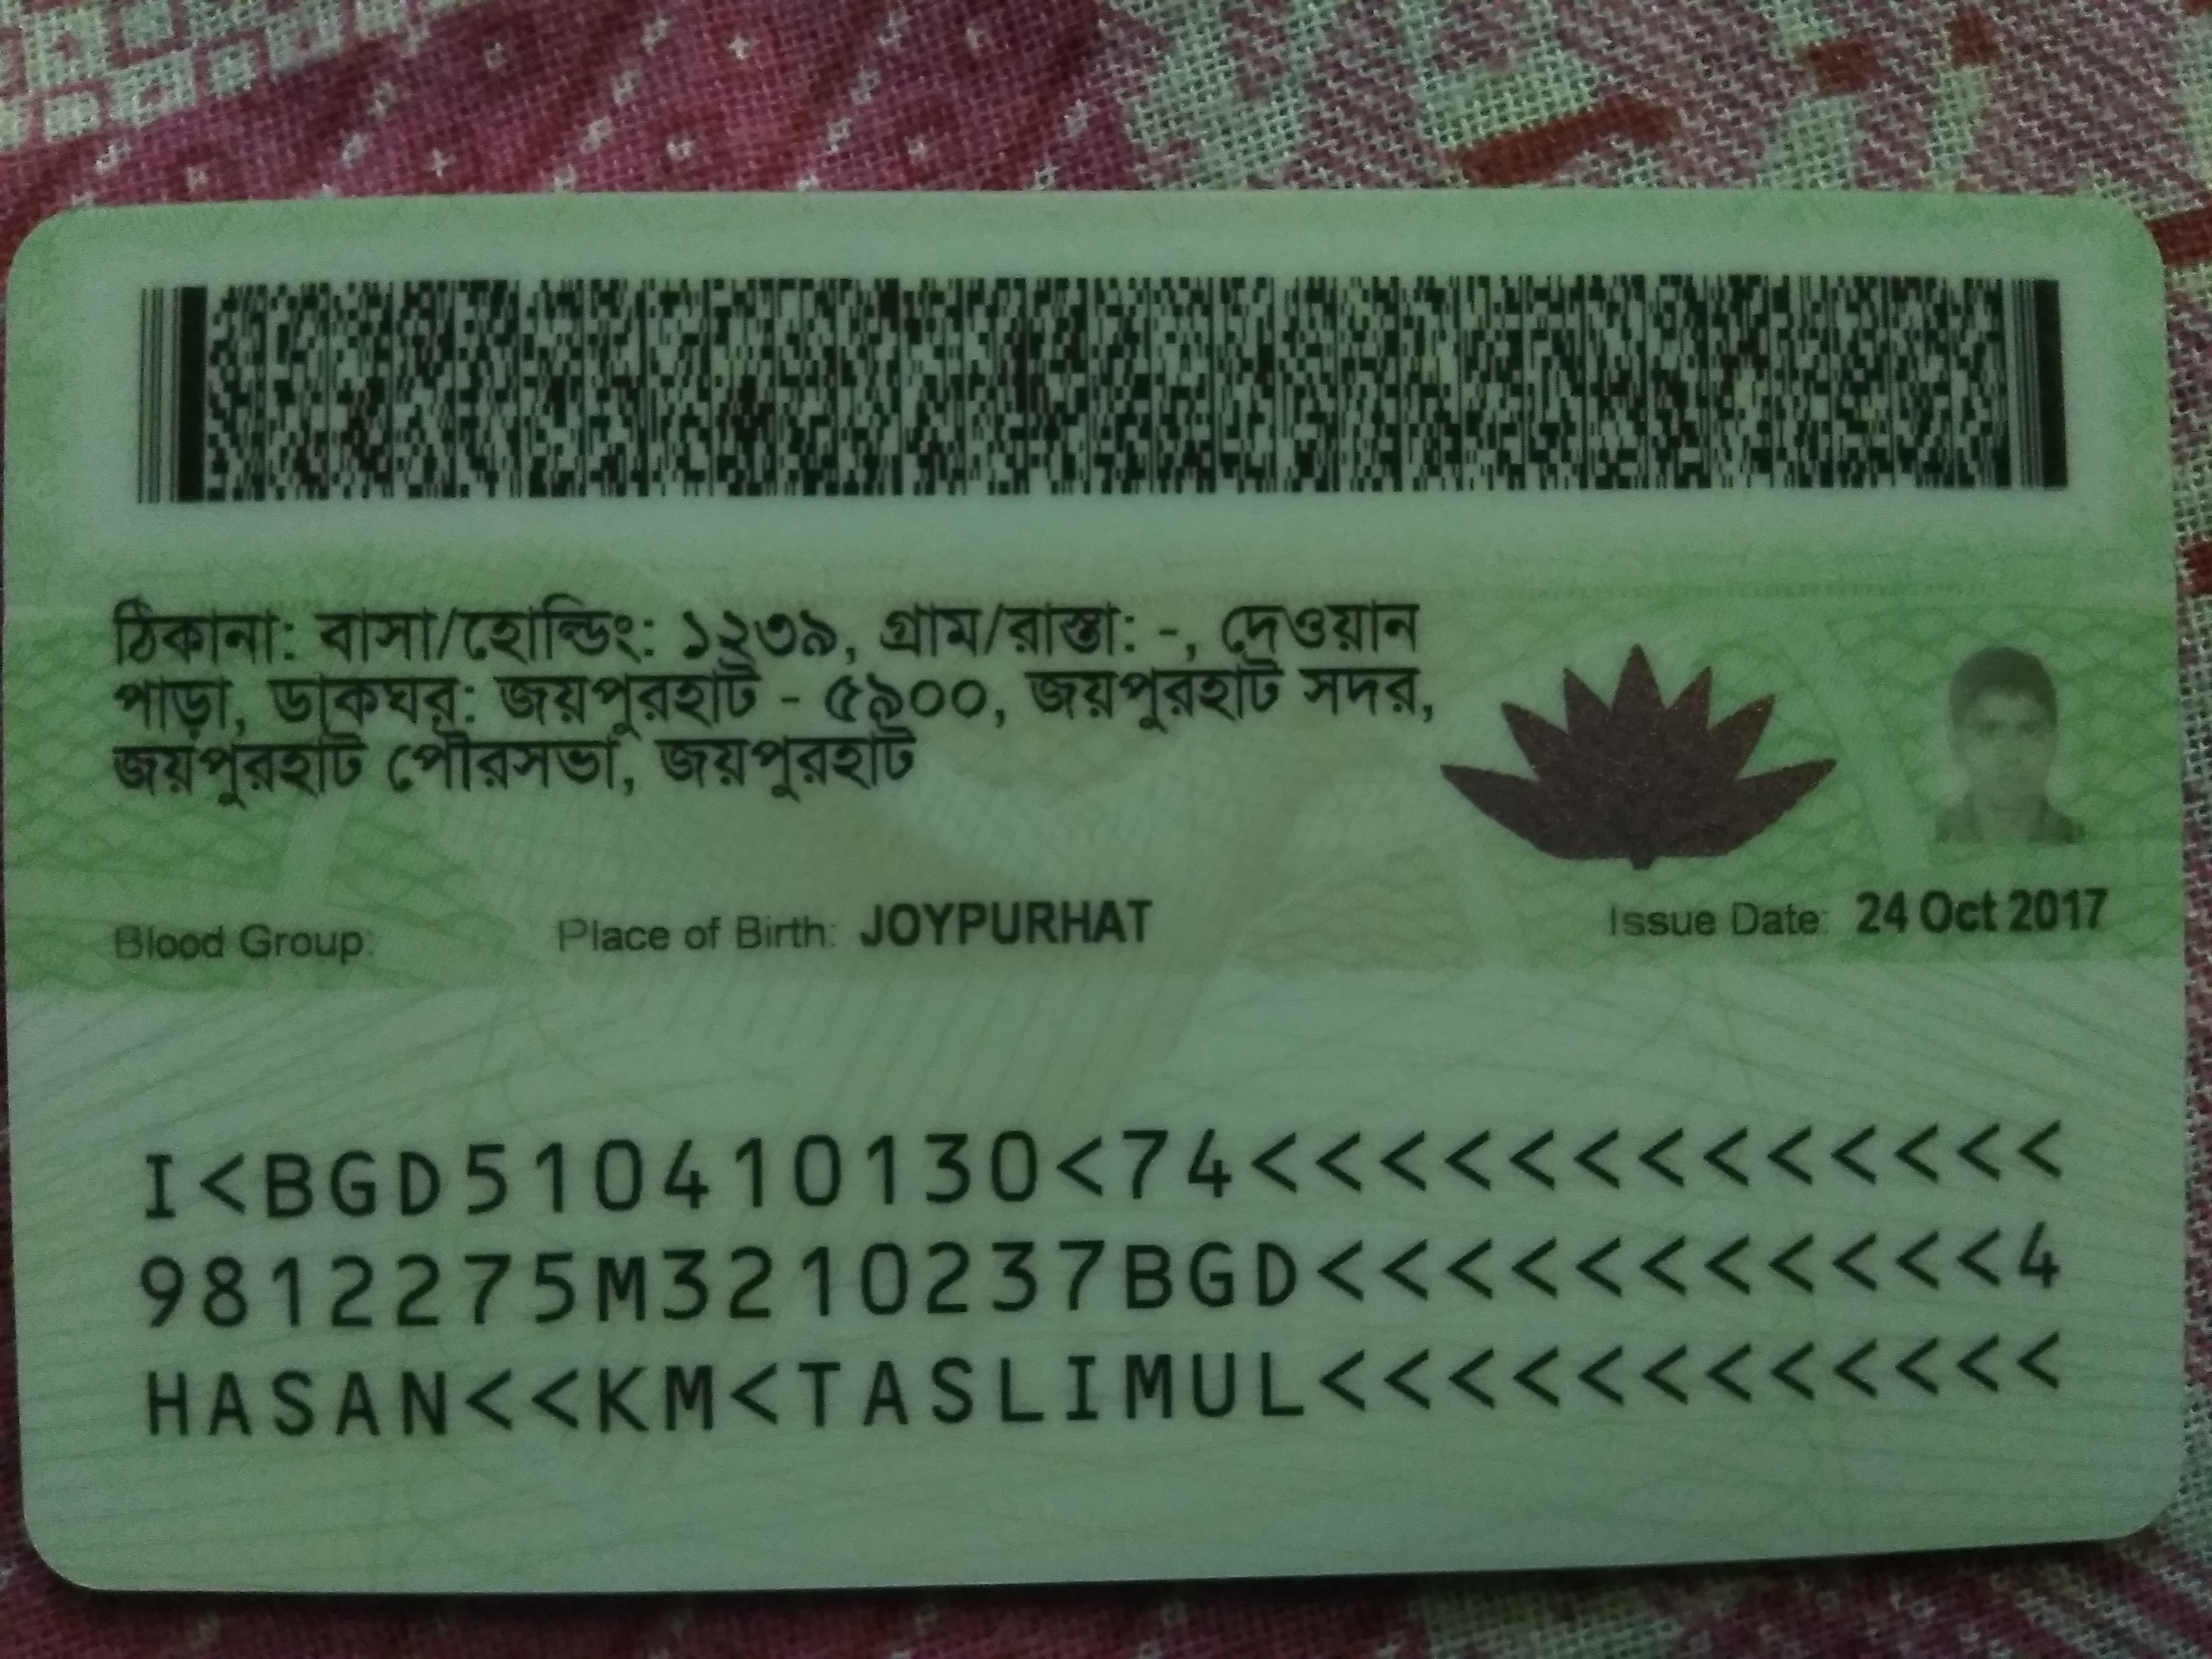 ঠিকানা: বাসা/হোল্ডিং: ১২৩৯, গ্রাম/রাস্তা: -, দেওয়ান
পাড়া, ডাকঘর: জয়পুরহাট - ৫৯০০, জয়পুরহাট সদর,
জয়পুরহাট পৌরসভা, জয়পুরহাট
Blood Group: Place of Birth: JOYPURHAT Issue Date: 24 Oct 2017
I<BGD510410130<74<<<<<<<<<<<<<
9812275M3210237BGD<<<<<<<<<<<4
HASAN<<KM<TASLIMUL<<<<<<<<<<<<